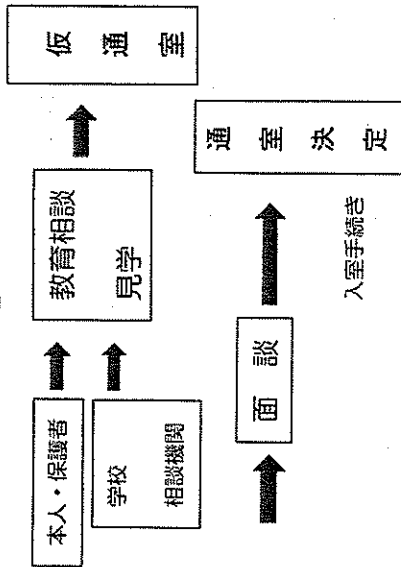 本人・保護者
学校
相談機関
教育相談
見学
仮通室
面談
通室決定
入室手続き